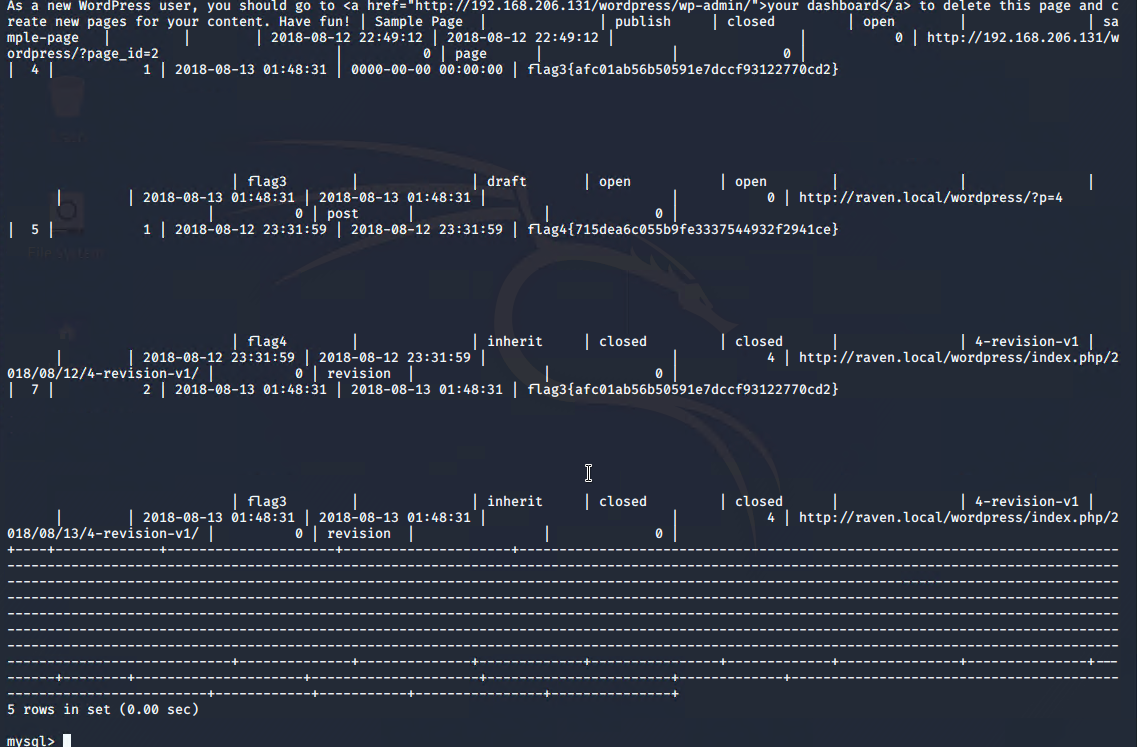 As a new WordPress user, you should go to <a href="http://192.168.206.131/wordpress/wp-admin/">your dashboard</a> to delete this page and c
reate new pages for your content. Have fun! | Sample Page | | publish | closed | open | | sa
mple-page | | | 2018-08-12 22:49:12 | 2018-08-12 22:49:12 | | 0 | http://192.168.206.131/w
ordpress/?page_id=2 | 0 | page | | 0 |
| 4 | 1 | 2018-08-13 01:48:31 | 0000-00-00 00:00:00 | flag3{afc01ab56b50591e7dccf93122770cd2}
| flag3 | | draft | open | open | | |
| | 2018-08-13 01:48:31 | 2018-08-13 01:48:31 | | 0 | http://raven.local/wordpress/?p=4
| 0 | post | | 0 |
| 5 | 1 | 2018-08-12 23:31:59 | 2018-08-12 23:31:59 | flag4{715dea6c055b9fe3337544932f2941ce}
File System
| flag4 | | inherit | closed | closed | | 4-revision-v1 |
| | 2018-08-12 23:31:59 | 2018-08-12 23:31:59 | | 4 | http://raven.local/wordpress/index.php/2
018/08/12/4-revision-v1/ | 0 | revision | | 0 |
| 7 | 2 | 2018-08-13 01:48:31 | 2018-08-13 01:48:31 | flag3{afc01ab56b50591e7dccf93122770cd2}
| flag3 | | inherit | closed | closed | | 4-revision-v1 |
| | 2018-08-13 01:48:31 | 2018-08-13 01:48:31 | | 4 | http://raven.local/wordpress/index.php/2
018/08/13/4-revision-v1/ | 0 | revision | | 0 |
5 rows in set (0.00 sec)
mysql>